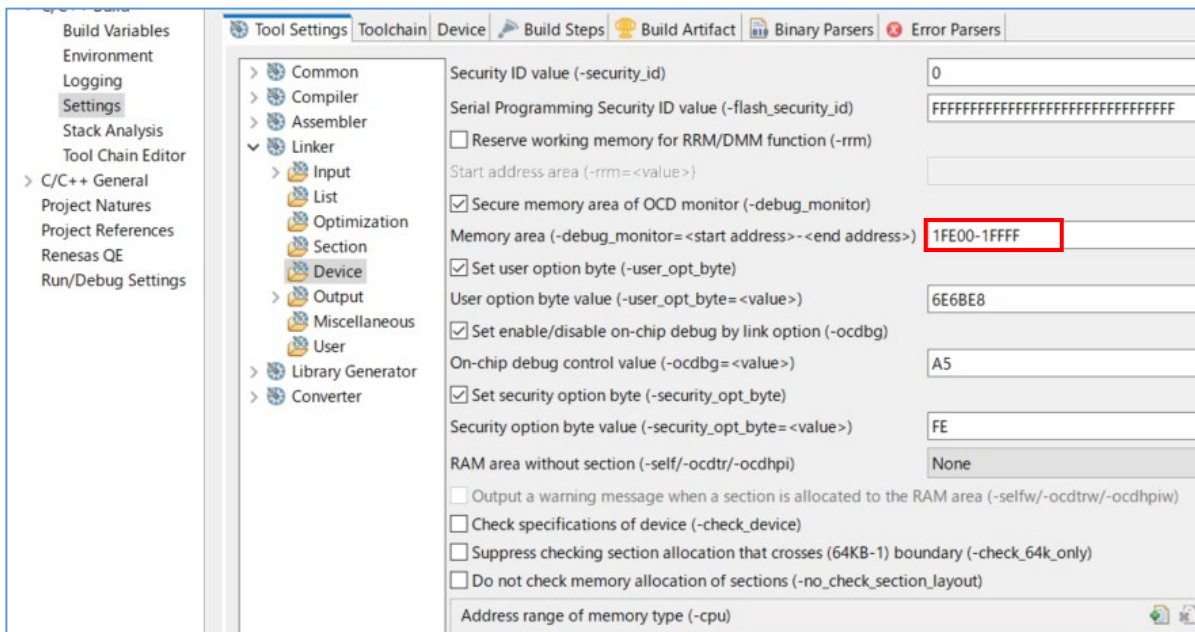 C/C++ Build
Build Variables
Environment
Logging
Settings
Stack Analysis
Tool Chain Editor
C/C++ General
Project Natures
Project References
Renesas QE
Run/Debug Settings
Tool Settings Toolchain Device Build Steps Build Artifact Binary Parsers Error Parsers
Common
Compiler
Assembler
Linker
Input
List
Optimization
Section
Device
Output
Miscellaneous
User
Library Generator
Converter
Security ID value (-security_id) 0
Serial Programming Security ID value (-flash_security_id) FFFFFFFFFFFFFFFFFFFFFFFFFFFFFFFF
Reserve working memory for RRM/DMM function (-rrm)
Start address area (-rrm=<value>)
Secure memory area of OCD monitor (-debug_monitor)
Memory area (-debug_monitor=<start address>-<end address>) 1FE00-1FFFF
Set user option byte (-user_opt_byte)
User option byte value (-user_opt_byte=<value>) 6E6BE8
Set enable/disable on-chip debug by link option (-ocdbg)
On-chip debug control value (-ocdbg=<value>) A5
Set security option byte (-security_opt_byte)
Security option byte value (-security_opt_byte=<value>) FE
RAM area without section (-self/-ocdtr/-ocdhpi) None
Output a warning message when a section is allocated to the RAM area (-selfw/-ocdtrw/-ocdhpiw)
Check specifications of device (-check_device)
Suppress checking section allocation that crosses (64KB-1) boundary (-check_64k_only)
Do not check memory allocation of sections (-no_check_section_layout)
Address range of memory type (-cpu)